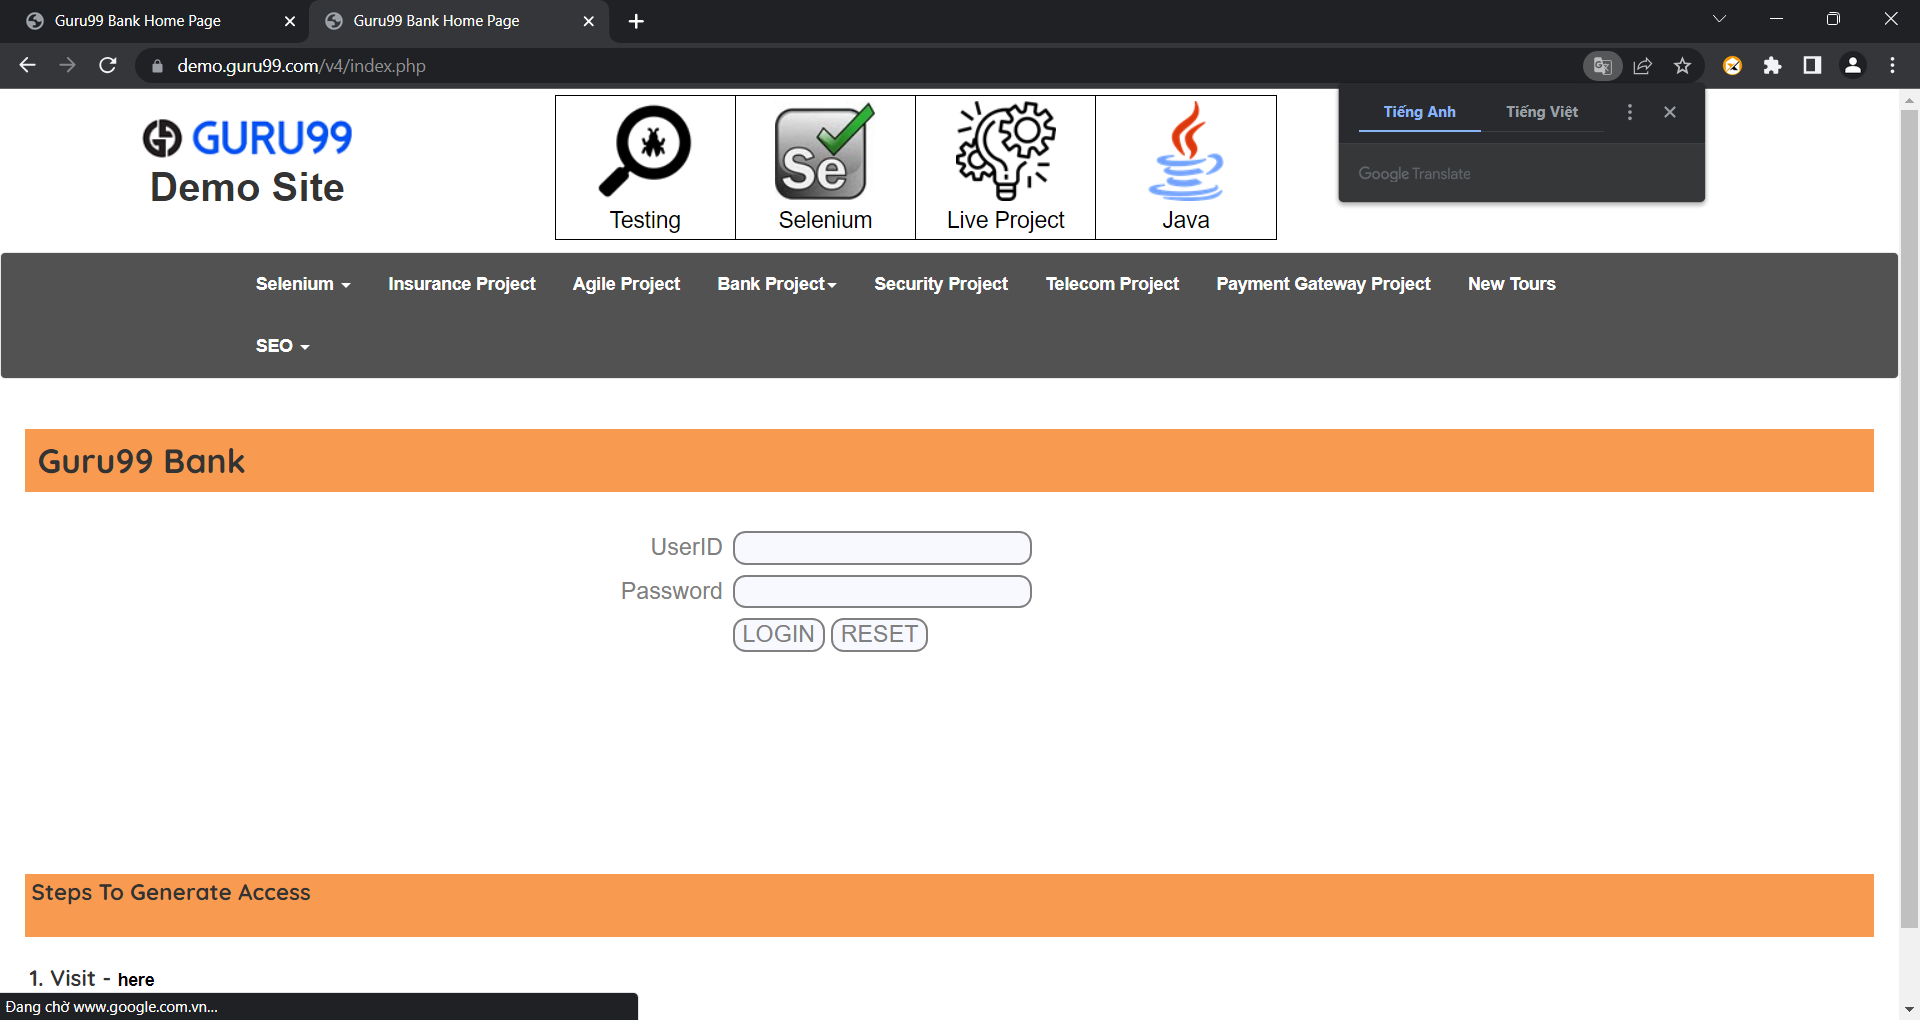 Guru99 Bank Home Page
Guru99 Bank Home Page
demo.guru99.com/v4/index.php
Tiếng Anh
Tiếng Việt
Google Translate
GURU99
Demo Site
Se
Testing
Selenium
Live Project
Java
Selenium
Insurance Project
Agile Project
Bank Project
Security Project
Telecom Project
Payment Gateway Project
New Tours
SEO
Guru99 Bank
UserID
Password
LOGIN
RESET
Steps To Generate Access
1. Visit - here
Đang chờ www.google.com.vn...